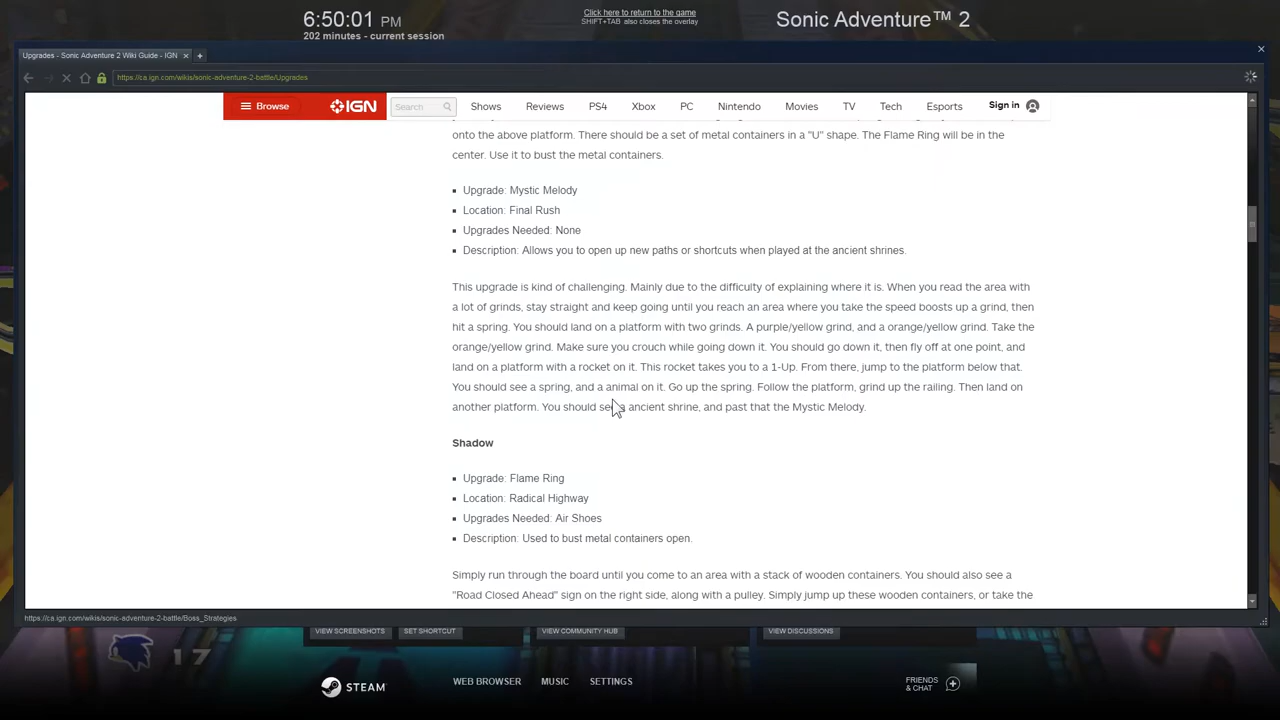 6:50:01 PM
202 minutes - current session
Click here to return to the game
SHIFT+TAB also closes the overlay
Sonic Adventure™ 2
Upgrades - Sonic Adventure 2 Wiki Guide - IGN × +
https://ca.ign.com/wikis/sonic-adventure-2-battle/Upgrades
Browse IGN Search Shows Reviews PS4 Xbox PC Nintendo Movies TV Tech Esports Sign in
onto the above platform. There should be a set of metal containers in a "U" shape. The Flame Ring will be in the
center. Use it to bust the metal containers.
Upgrade: Mystic Melody
Location: Final Rush
Upgrades Needed: None
Description: Allows you to open up new paths or shortcuts when played at the ancient shrines.
This upgrade is kind of challenging. Mainly due to the difficulty of explaining where it is. When you read the area with
a lot of grinds, stay straight and keep going until you reach an area where you take the speed boosts up a grind, then
hit a spring. You should land on a platform with two grinds. A purple/yellow grind, and a orange/yellow grind. Take the
orange/yellow grind. Make sure you crouch while going down it. You should go down it, then fly off at one point, and
land on a platform with a rocket on it. This rocket takes you to a 1-Up. From there, jump to the platform below that.
You should see a spring, and a animal on it. Go up the spring. Follow the platform, grind up the railing. Then land on
another platform. You should see a ancient shrine, and past that the Mystic Melody.
Shadow
Upgrade: Flame Ring
Location: Radical Highway
Upgrades Needed: Air Shoes
Description: Used to bust metal containers open.
Simply run through the board until you come to an area with a stack of wooden containers. You should also see a
"Road Closed Ahead" sign on the right side, along with a pulley. Simply jump up these wooden containers, or take the
https://ca.ign.com/wikis/sonic-adventure-2-battle/Boss_Strategies
VIEW SCREENSHOTS SET SHORTCUT VIEW COMMUNITY HUB VIEW DISCUSSIONS
17
STEAM WEB BROWSER MUSIC SETTINGS FRIENDS & CHAT